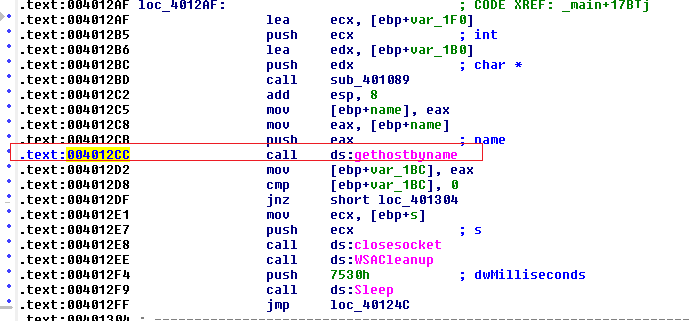 .text:004012AF loc_4012AF: ; CODE XREF: _main+17B↑j
.text:004012AF lea ecx, [ebp+var_1F0]
.text:004012B5 push ecx ; int
.text:004012B6 lea edx, [ebp+var_1B0]
.text:004012BC push edx ; char *
.text:004012BD call sub_401089
.text:004012C2 add esp, 8
.text:004012C5 mov [ebp+name], eax
.text:004012C8 mov eax, [ebp+name]
.text:004012CB push eax ; name
.text:004012CC call ds:gethostbyname
.text:004012D2 mov [ebp+var_1BC], eax
.text:004012D8 cmp [ebp+var_1BC], 0
.text:004012DF jnz short loc_401304
.text:004012E1 mov ecx, [ebp+s]
.text:004012E7 push ecx ; s
.text:004012E8 call ds:closesocket
.text:004012EE call ds:WSACleanup
.text:004012F4 push 7530h ; dwMilliseconds
.text:004012F9 call ds:Sleep
.text:004012FF jmp loc_40124C
.text:00401304 ;